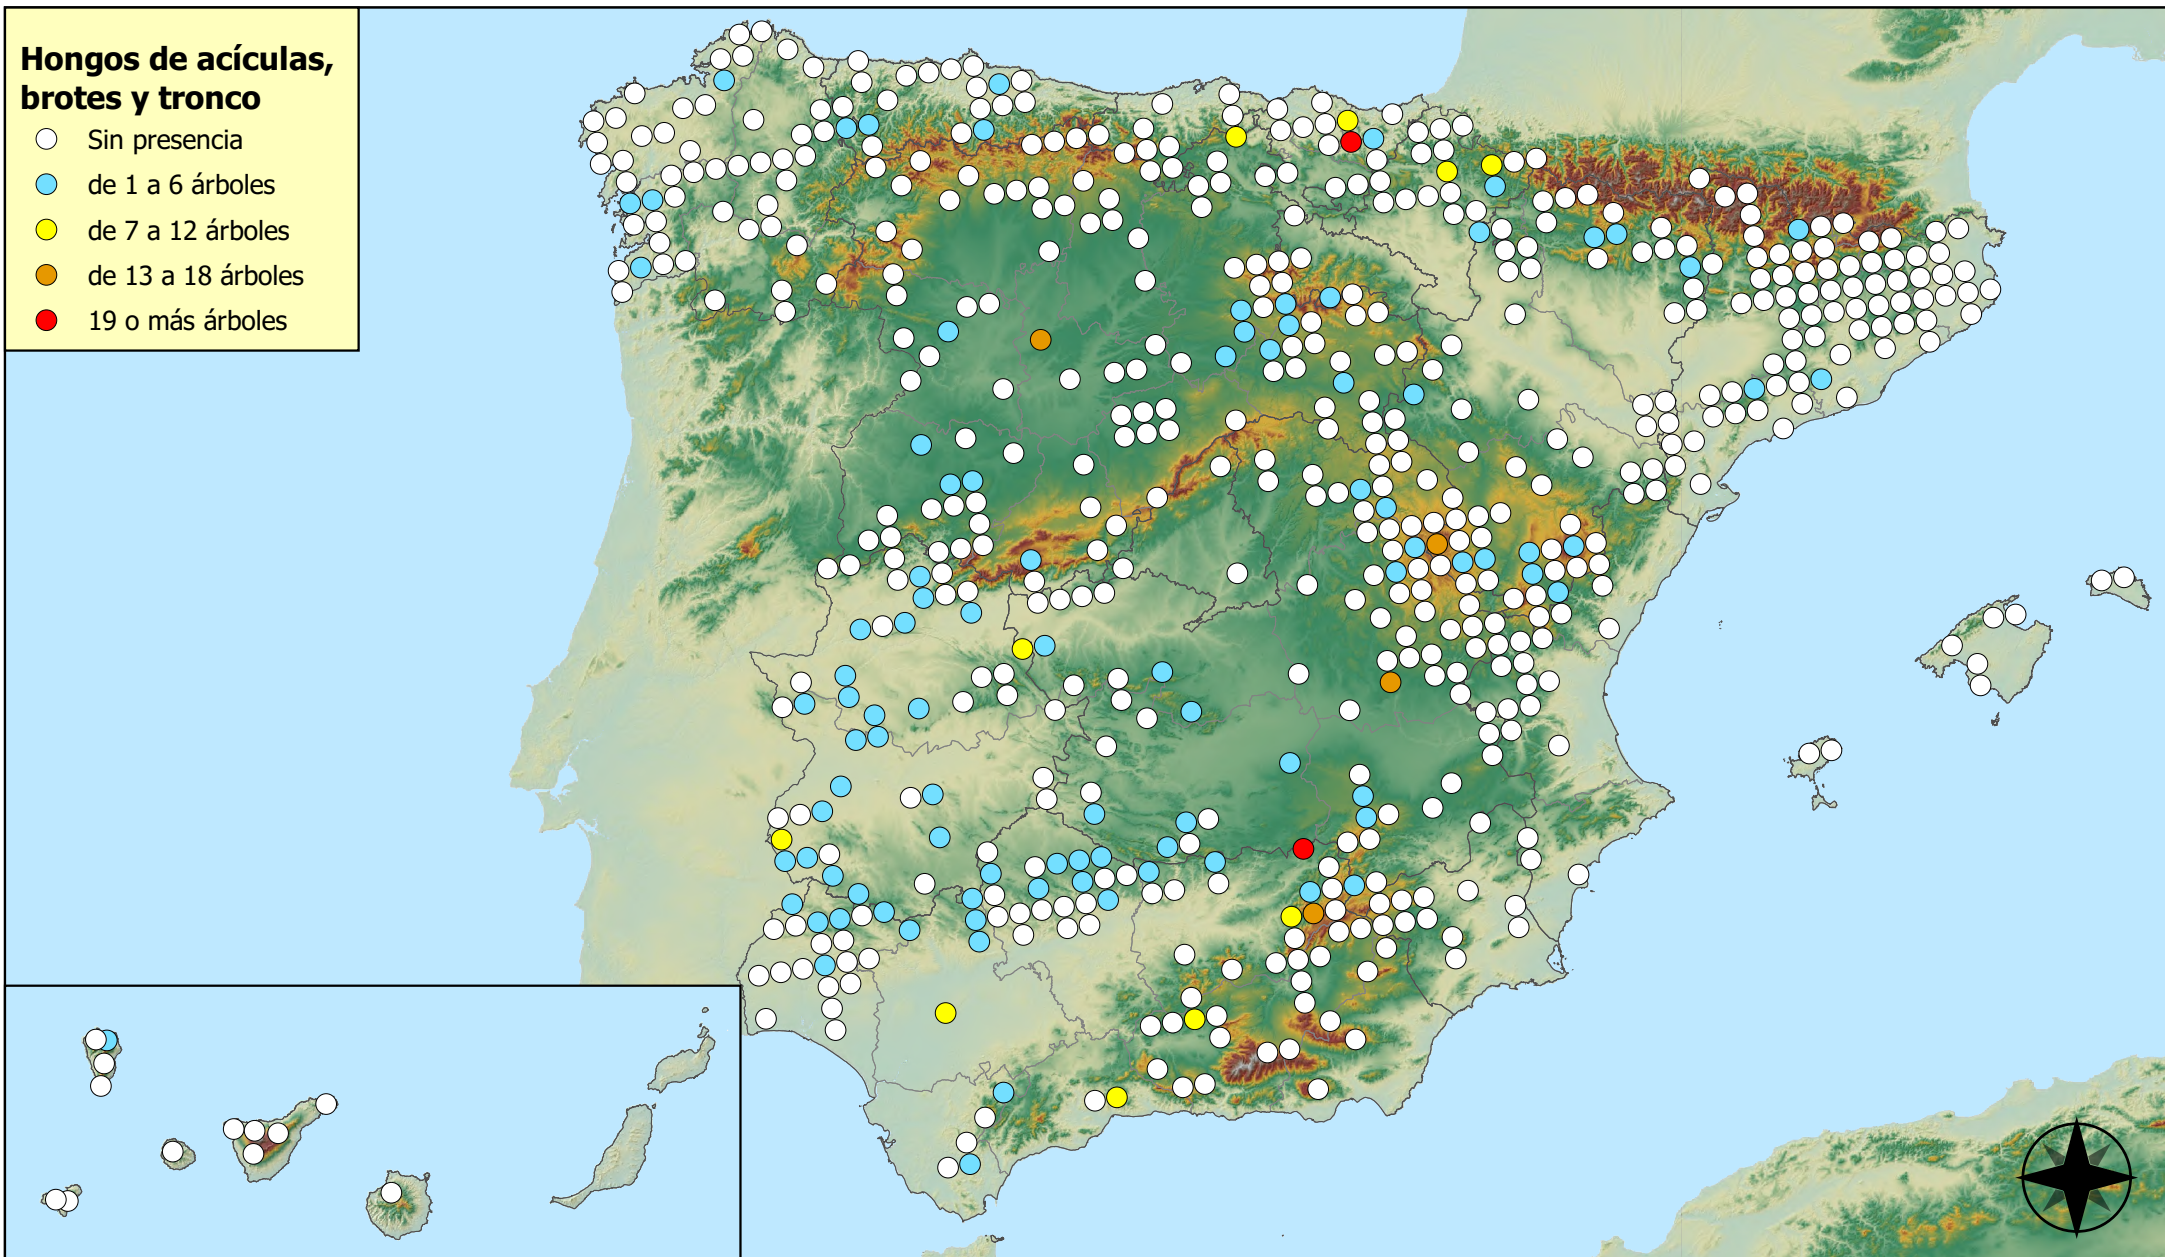 Hongos de acículas,
brotes y tronco
Sin presencia
de 1 a 6 árboles
de 7 a 12 árboles
de 13 a 18 árboles
19 o más árboles